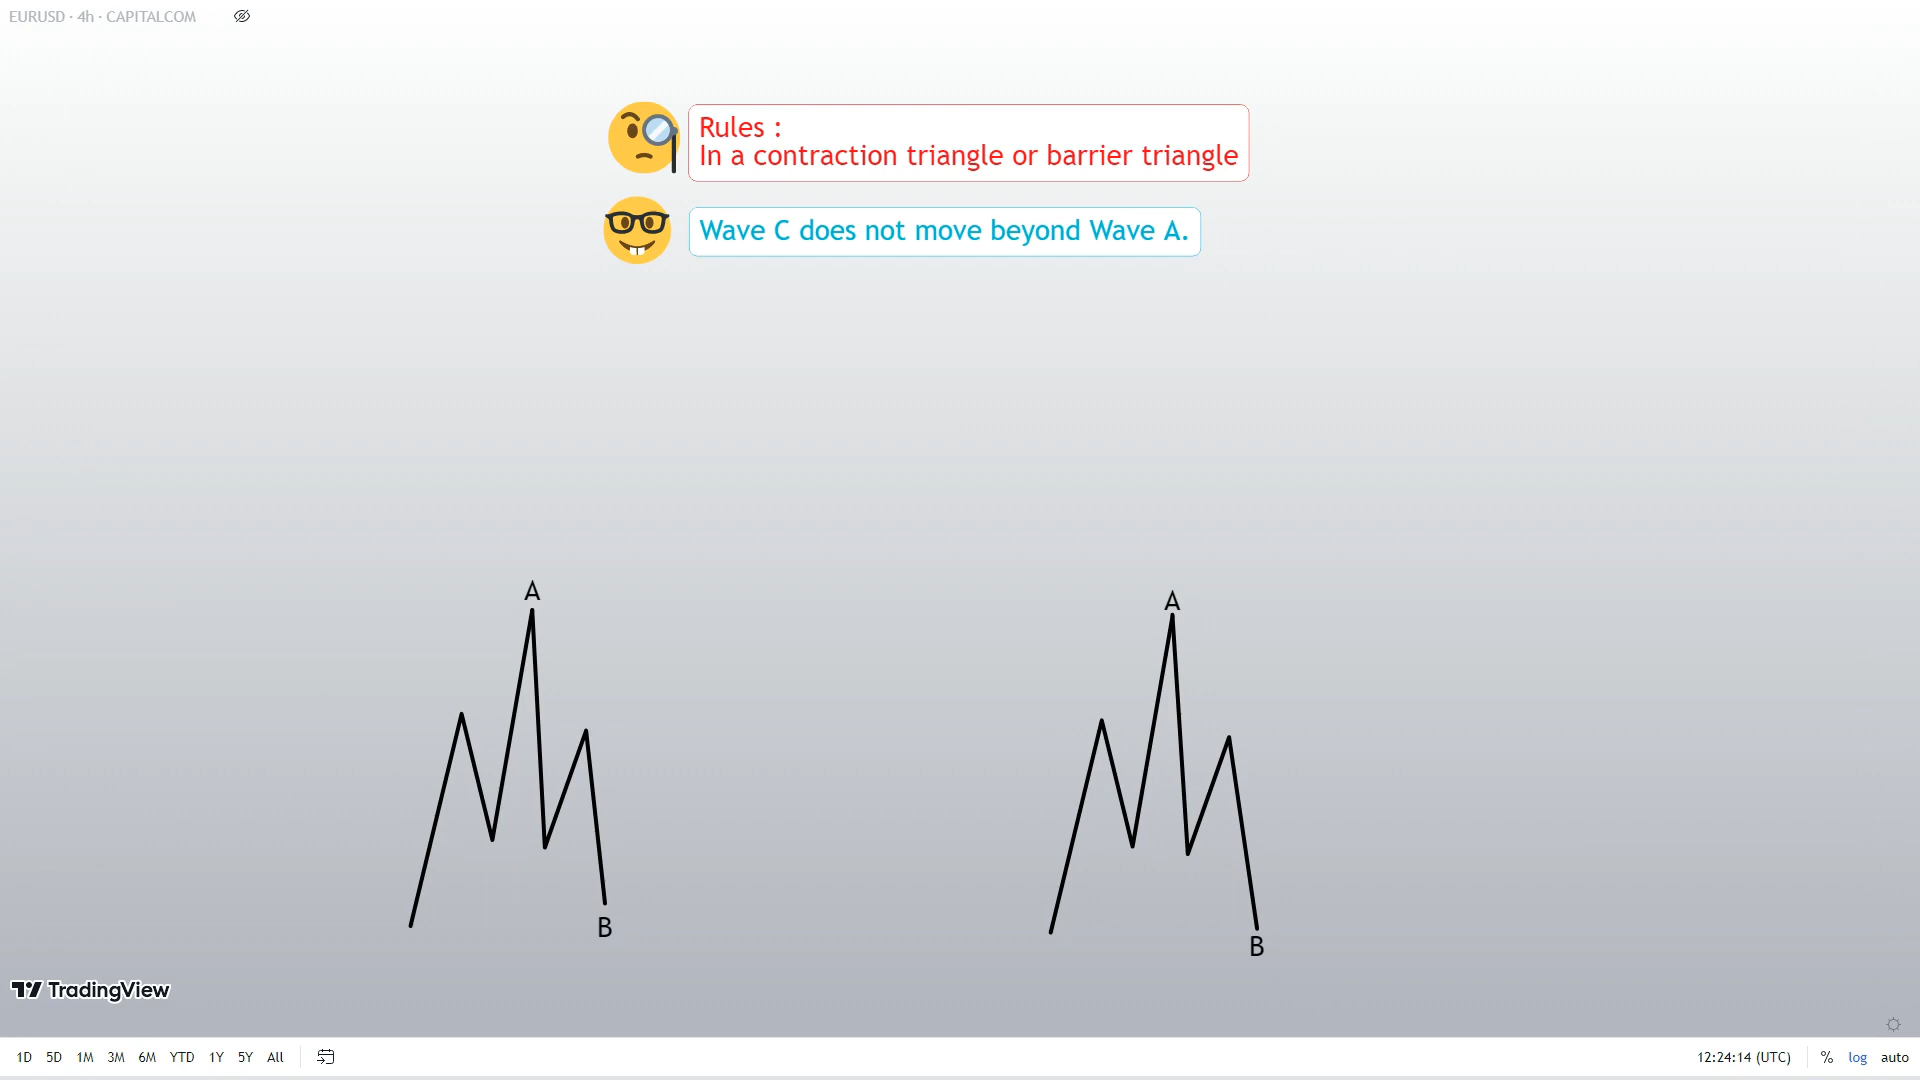 EURUSD · 4h · CAPITALCOM
Rules :
In a contraction triangle or barrier triangle
Wave C does not move beyond Wave A.
A
A
B
B
TradingView
1D 5D 1M 3M 6M YTD 1Y 5Y All 12:24:14 (UTC) % log auto